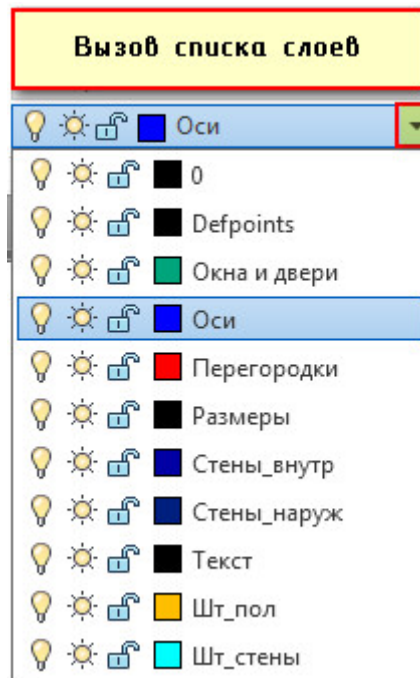 Вызов списка слоев
Оси
0
Defpoints
Окна и двери
Оси
Перегородки
Размеры
Стены_внутр
Стены_наруж
Текст
Шт_пол
Шт_стены